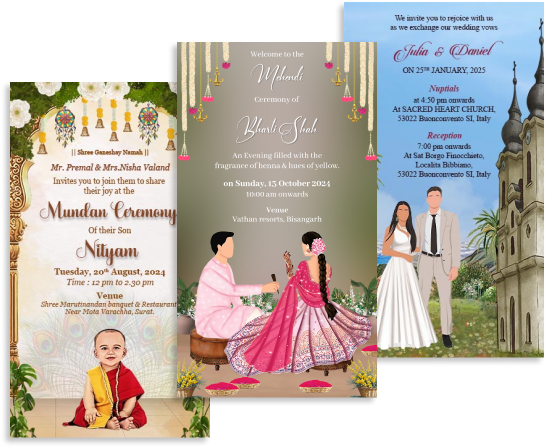 || Shree Ganeshay Namah ||
Mr. Premal & Mrs.Nisha Valand
Invites you to join them to share
their joy at the
Mundan Ceremony
Of their Son
Nityam
Tuesday, 20th August, 2024
Time : 12 pm to 2.30 pm
Venue
Shree Marutinandan banquet & Restaurant
Near Mota Varachha, Surat.
Welcome to the
Mehendi
Ceremony of
Bharti Shah
An Evening filled with the
fragrance of henna & hues of yellow.
on Sunday, 13 October 2024
10:00 am onwards
Venue
Vathan resorts, Bisangarh
We invite you to rejoice with us
as we exchange our wedding vows
Julia & Daniel
ON 25TH JANUARY, 2025
Nuptials
at 4:50 pm onwards
At SACRED HEART CHURCH,
53022 Buonconvento SI, Italy
Reception
7:00 pm onwards
At Sat Borgo Finocchieto,
Localita Bibbiano,
53022 Buonconvento SI, Italy